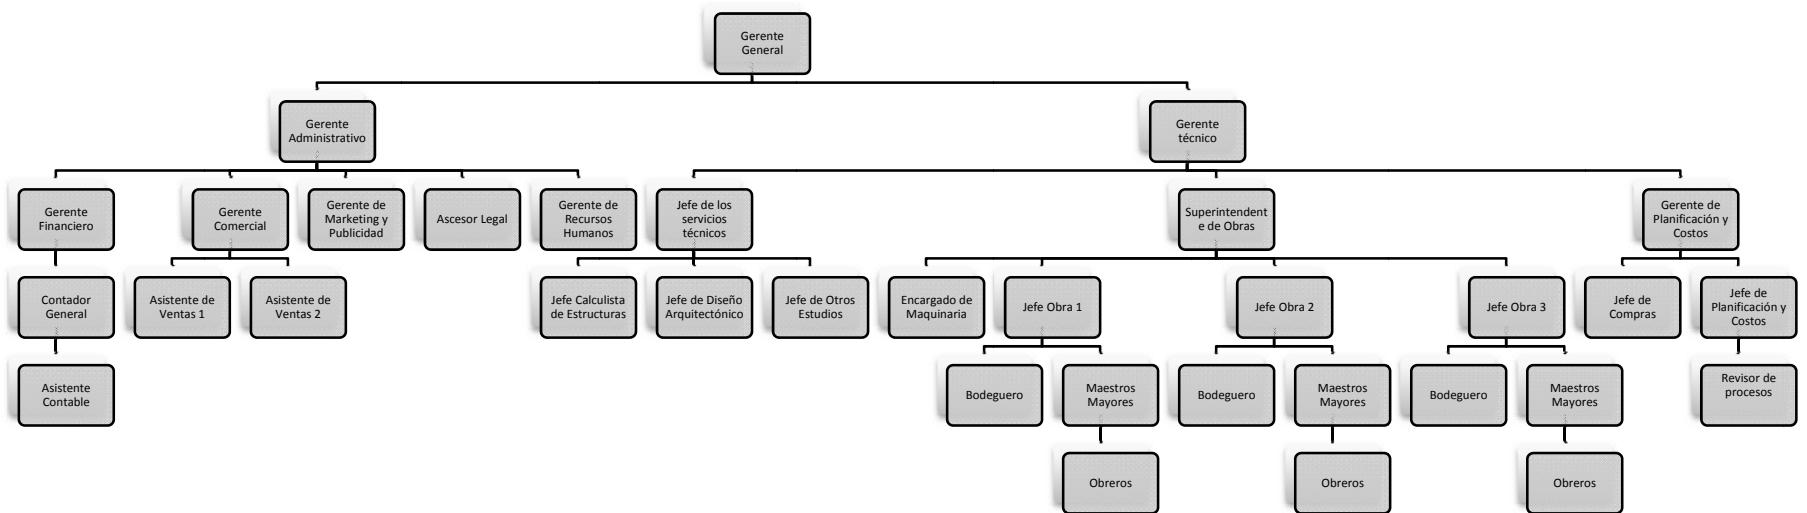 Gerente
General
Gerente
Administrativo
Gerente
técnico
Gerente
Financiero
Gerente
Comercial
Gerente de
Marketing y
Publicidad
Ascesor Legal
Gerente de
Recursos
Humanos
Jefe de los
servicios
técnicos
Superintendent
e de Obras
Gerente de
Planificación y
Costos
Contador
General
Asistente de
Ventas 1
Asistente de
Ventas 2
Jefe Calculista
de Estructuras
Jefe de Diseño
Arquitectónico
Jefe de Otros
Estudios
Encargado de
Maquinaria
Jefe Obra 1
Jefe Obra 2
Jefe Obra 3
Jefe de
Compras
Jefe de
Planificación y
Costos
Asistente
Contable
Bodeguero
Maestros
Mayores
Bodeguero
Maestros
Mayores
Bodeguero
Maestros
Mayores
Revisor de
procesos
Obreros
Obreros
Obreros